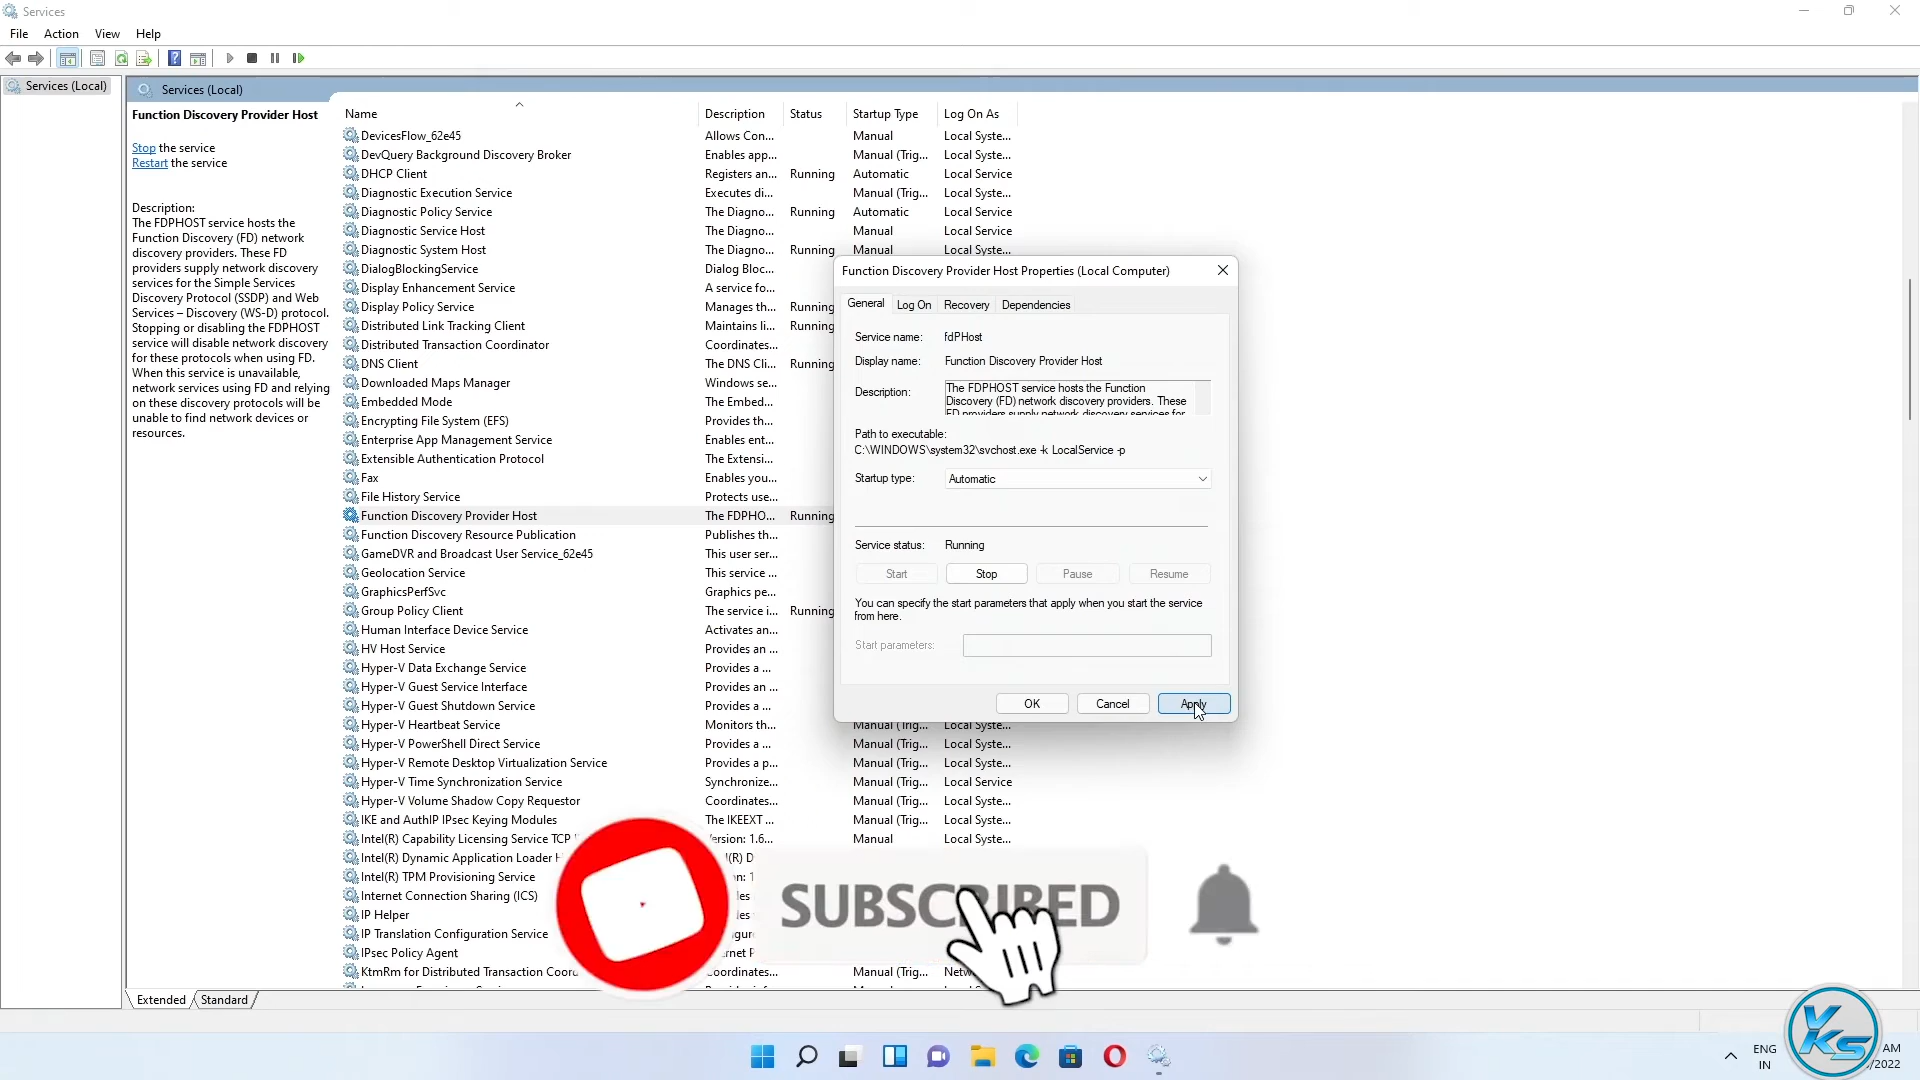 Services
File Action View Help
Services (Local)
Services (Local)
Function Discovery Provider Host
Stop the service
Restart the service
Description:
The FDPHOST service hosts the
Function Discovery (FD) network
discovery providers. These FD
providers supply network discovery
services for the Simple Services
Discovery Protocol (SSDP) and Web
Services – Discovery (WS-D) protocol.
Stopping or disabling the FDPHOST
service will disable network discovery
for these protocols when using FD.
When this service is unavailable,
network services using FD and relying
on these discovery protocols will be
unable to find network devices or
resources.
Name Description Status Startup Type Log On As
DevicesFlow_62e45 Allows Con... Manual Local Syste...
DevQuery Background Discovery Broker Enables app... Manual (Trig... Local Syste...
DHCP Client Registers an... Running Automatic Local Service
Diagnostic Execution Service Executes di... Manual (Trig... Local Syste...
Diagnostic Policy Service The Diagno... Running Automatic Local Service
Diagnostic Service Host The Diagno... Manual Local Service
Diagnostic System Host The Diagno... Running Manual Local Syste...
DialogBlockingService Dialog Bloc...
Display Enhancement Service A service fo...
Display Policy Service Manages th... Running
Distributed Link Tracking Client Maintains li... Running
Distributed Transaction Coordinator Coordinates...
DNS Client The DNS Cli... Running
Downloaded Maps Manager Windows se...
Embedded Mode The Embed...
Encrypting File System (EFS) Provides th...
Enterprise App Management Service Enables ent...
Extensible Authentication Protocol The Extensi...
Fax Enables you...
File History Service Protects use...
Function Discovery Provider Host The FDPHO... Running
Function Discovery Resource Publication Publishes th...
GameDVR and Broadcast User Service_62e45 This user ser...
Geolocation Service This service ...
GraphicsPerfSvc Graphics pe...
Group Policy Client The service i... Running
Human Interface Device Service Activates an...
HV Host Service Provides an ...
Hyper-V Data Exchange Service Provides a ...
Hyper-V Guest Service Interface Provides an ...
Hyper-V Guest Shutdown Service Provides a ...
Hyper-V Heartbeat Service Monitors th... Manual (Trig... Local Syste...
Hyper-V PowerShell Direct Service Provides a ... Manual (Trig... Local Syste...
Hyper-V Remote Desktop Virtualization Service Provides a p... Manual (Trig... Local Syste...
Hyper-V Time Synchronization Service Synchronize... Manual (Trig... Local Service
Hyper-V Volume Shadow Copy Requestor Coordinates... Manual (Trig... Local Syste...
IKE and AuthIP IPsec Keying Modules The IKEEXT ... Manual (Trig... Local Syste...
Intel(R) Capability Licensing Service TCP Version: 1.6... Manual Local Syste...
Intel(R) Dynamic Application Loader
Intel(R) TPM Provisioning Service
Internet Connection Sharing (ICS)
IP Helper
IP Translation Configuration Service
IPsec Policy Agent
KtmRm for Distributed Transaction Coordinates... Manual (Trig...
Extended Standard
Function Discovery Provider Host Properties (Local Computer)
General Log On Recovery Dependencies
Service name: fdPHost
Display name: Function Discovery Provider Host
Description: The FDPHOST service hosts the Function
Discovery (FD) network discovery providers. These
FD providers supply network discovery services for
Path to executable:
C:\WINDOWS\system32\svchost.exe -k LocalService -p
Startup type: Automatic
Service status: Running
Start Stop Pause Resume
You can specify the start parameters that apply when you start the service
from here.
Start parameters:
OK Cancel Apply
SUBSCRIBED
YKS
ENG
IN
AM
/2022